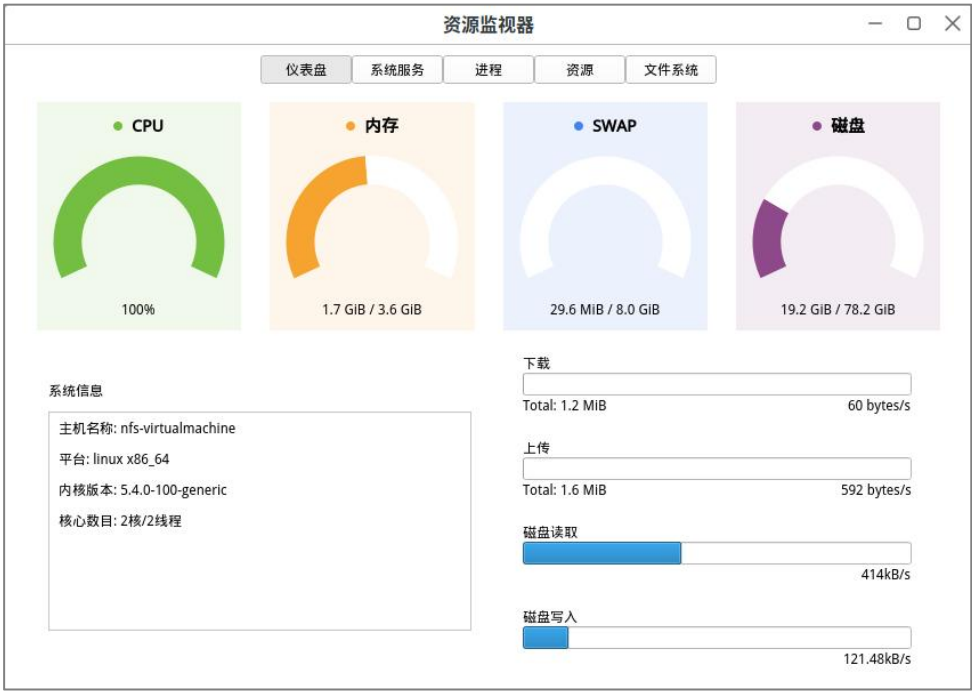 资源监视器
仪表盘 系统服务 进程 资源 文件系统
CPU 内存 SWAP 磁盘
100% 1.7 GiB / 3.6 GiB 29.6 MiB / 8.0 GiB 19.2 GiB / 78.2 GiB
系统信息
主机名称: nfs-virtualmachine
平台: linux x86_64
内核版本: 5.4.0-100-generic
核心数目: 2核/2线程
下载
Total: 1.2 MiB 60 bytes/s
上传
Total: 1.6 MiB 592 bytes/s
磁盘读取
414kB/s
磁盘写入
121.48kB/s